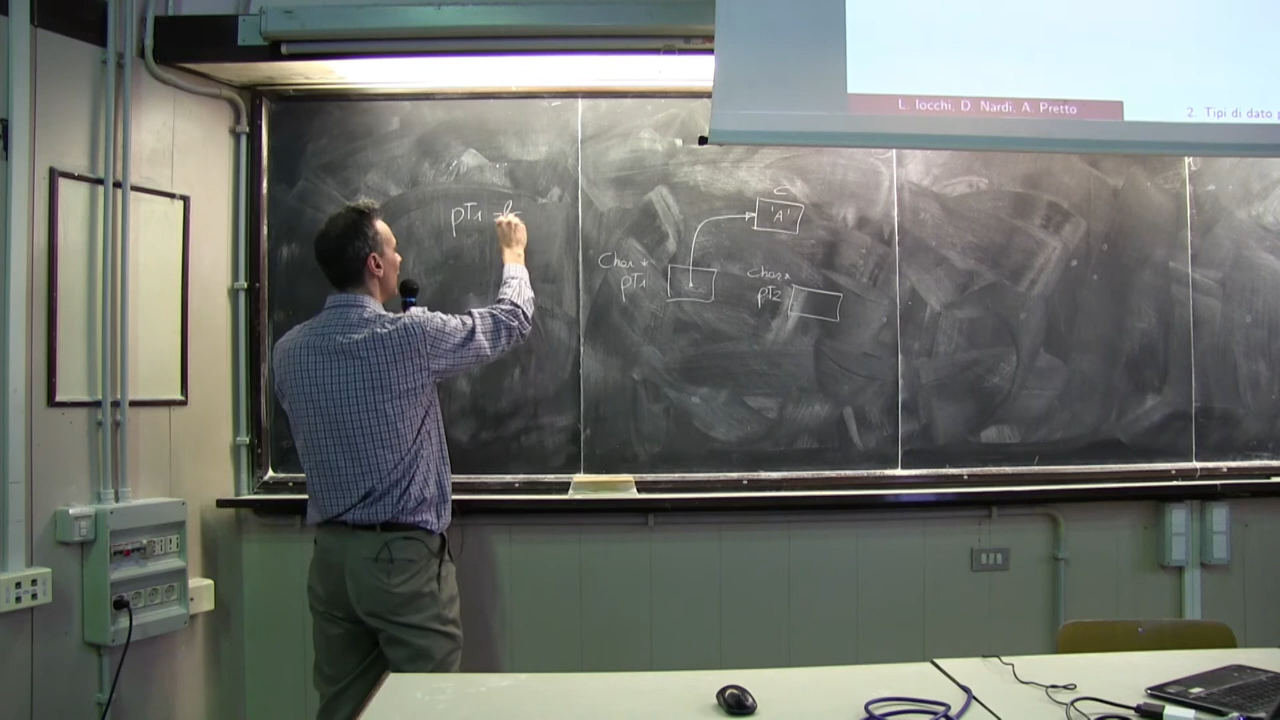 L. Iocchi, D. Nardi, A. Pretto
2. Tipi di dato p
pT1 =
C
'A'
Char *
pT1
Char *
pT2